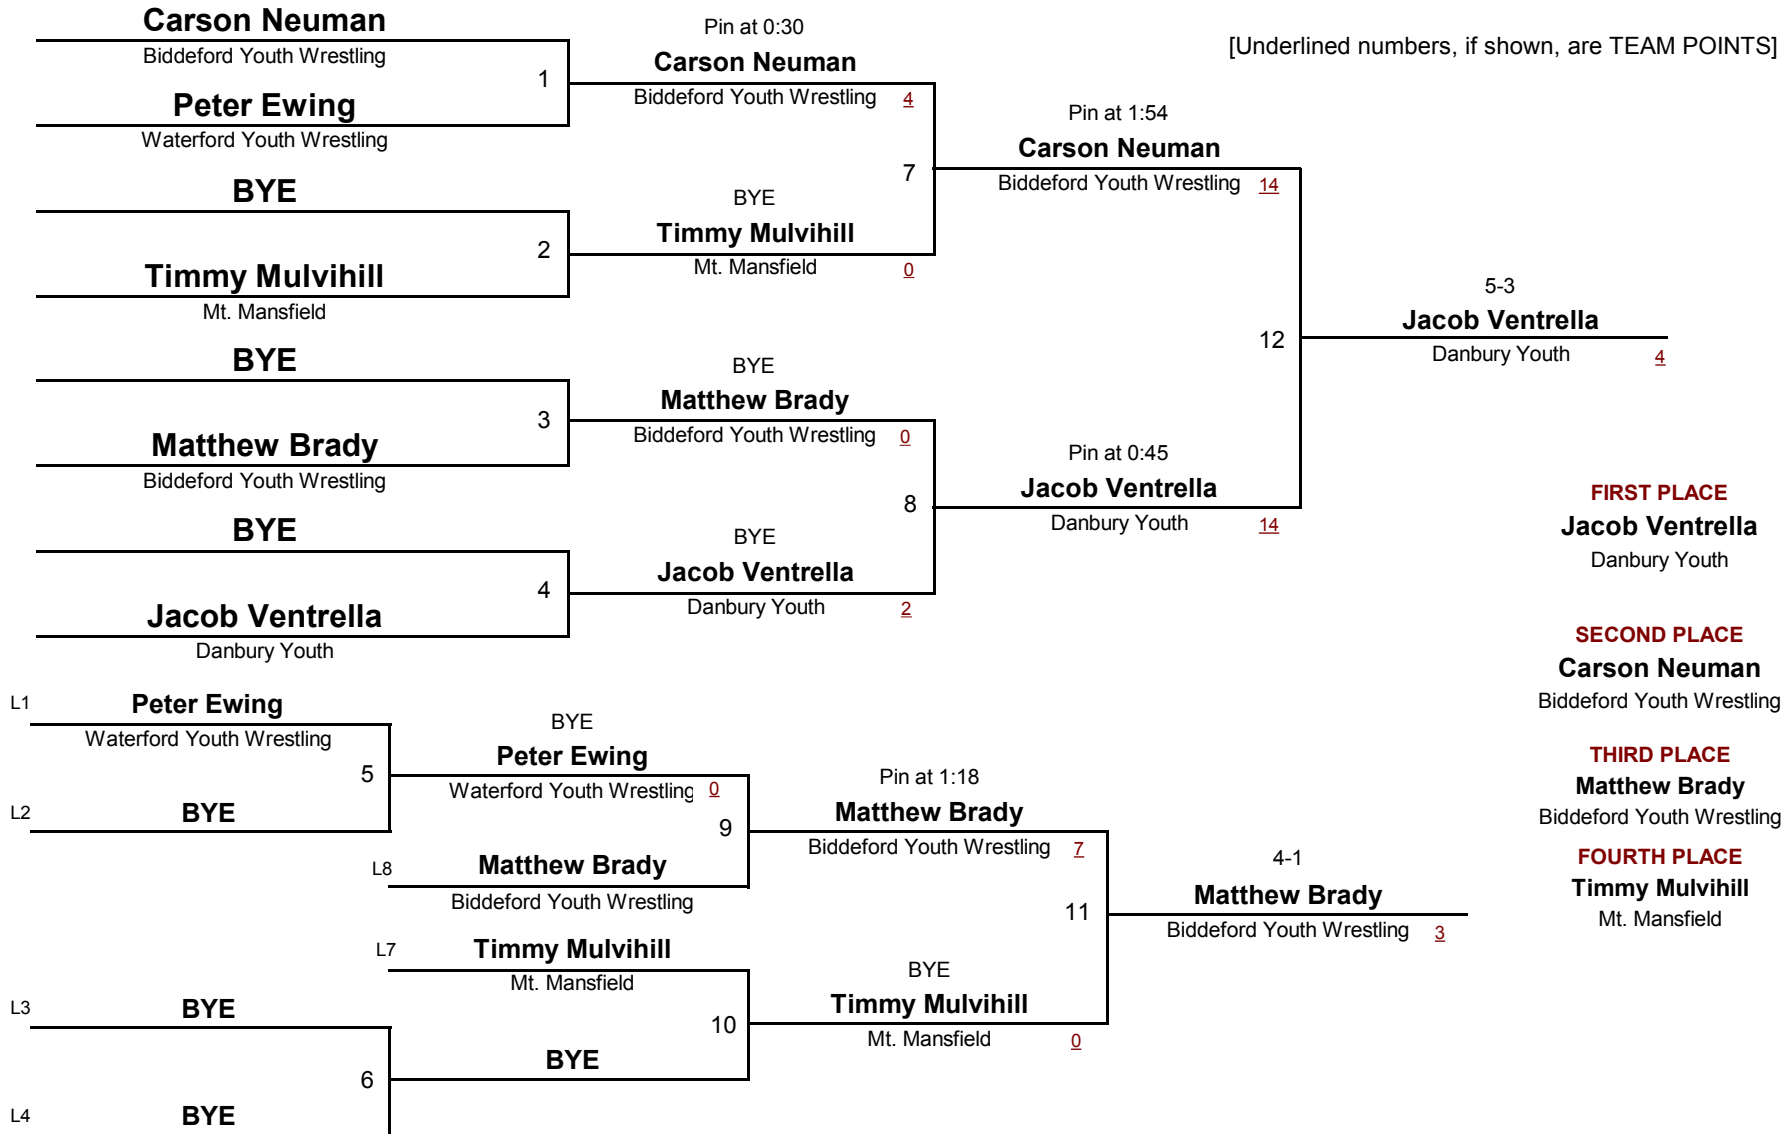 Carson Neuman
Biddeford Youth Wrestling
1
Peter Ewing
Waterford Youth Wrestling
BYE
2
Timmy Mulvihill
Mt. Mansfield
BYE
3
Matthew Brady
Biddeford Youth Wrestling
BYE
4
Jacob Ventrella
Danbury Youth
Pin at 0:30
Carson Neuman
Biddeford Youth Wrestling 4
7
BYE
Timmy Mulvihill
Mt. Mansfield 0
BYE
Matthew Brady
Biddeford Youth Wrestling 0
8
BYE
Jacob Ventrella
Danbury Youth 2
[Underlined numbers, if shown, are TEAM POINTS]
Pin at 1:54
Carson Neuman
Biddeford Youth Wrestling 14
12
Pin at 0:45
Jacob Ventrella
Danbury Youth 14
5-3
Jacob Ventrella
Danbury Youth 4
FIRST PLACE
Jacob Ventrella
Danbury Youth
SECOND PLACE
Carson Neuman
Biddeford Youth Wrestling
THIRD PLACE
Matthew Brady
Biddeford Youth Wrestling
FOURTH PLACE
Timmy Mulvihill
Mt. Mansfield
L1 Peter Ewing
Waterford Youth Wrestling
5
L2 BYE
L3 BYE
6
L4 BYE
BYE
Peter Ewing
Waterford Youth Wrestling 0
9
L8 Matthew Brady
Biddeford Youth Wrestling
L7 Timmy Mulvihill
Mt. Mansfield
10
BYE
Pin at 1:18
Matthew Brady
Biddeford Youth Wrestling 7
11
BYE
Timmy Mulvihill
Mt. Mansfield 0
4-1
Matthew Brady
Biddeford Youth Wrestling 3